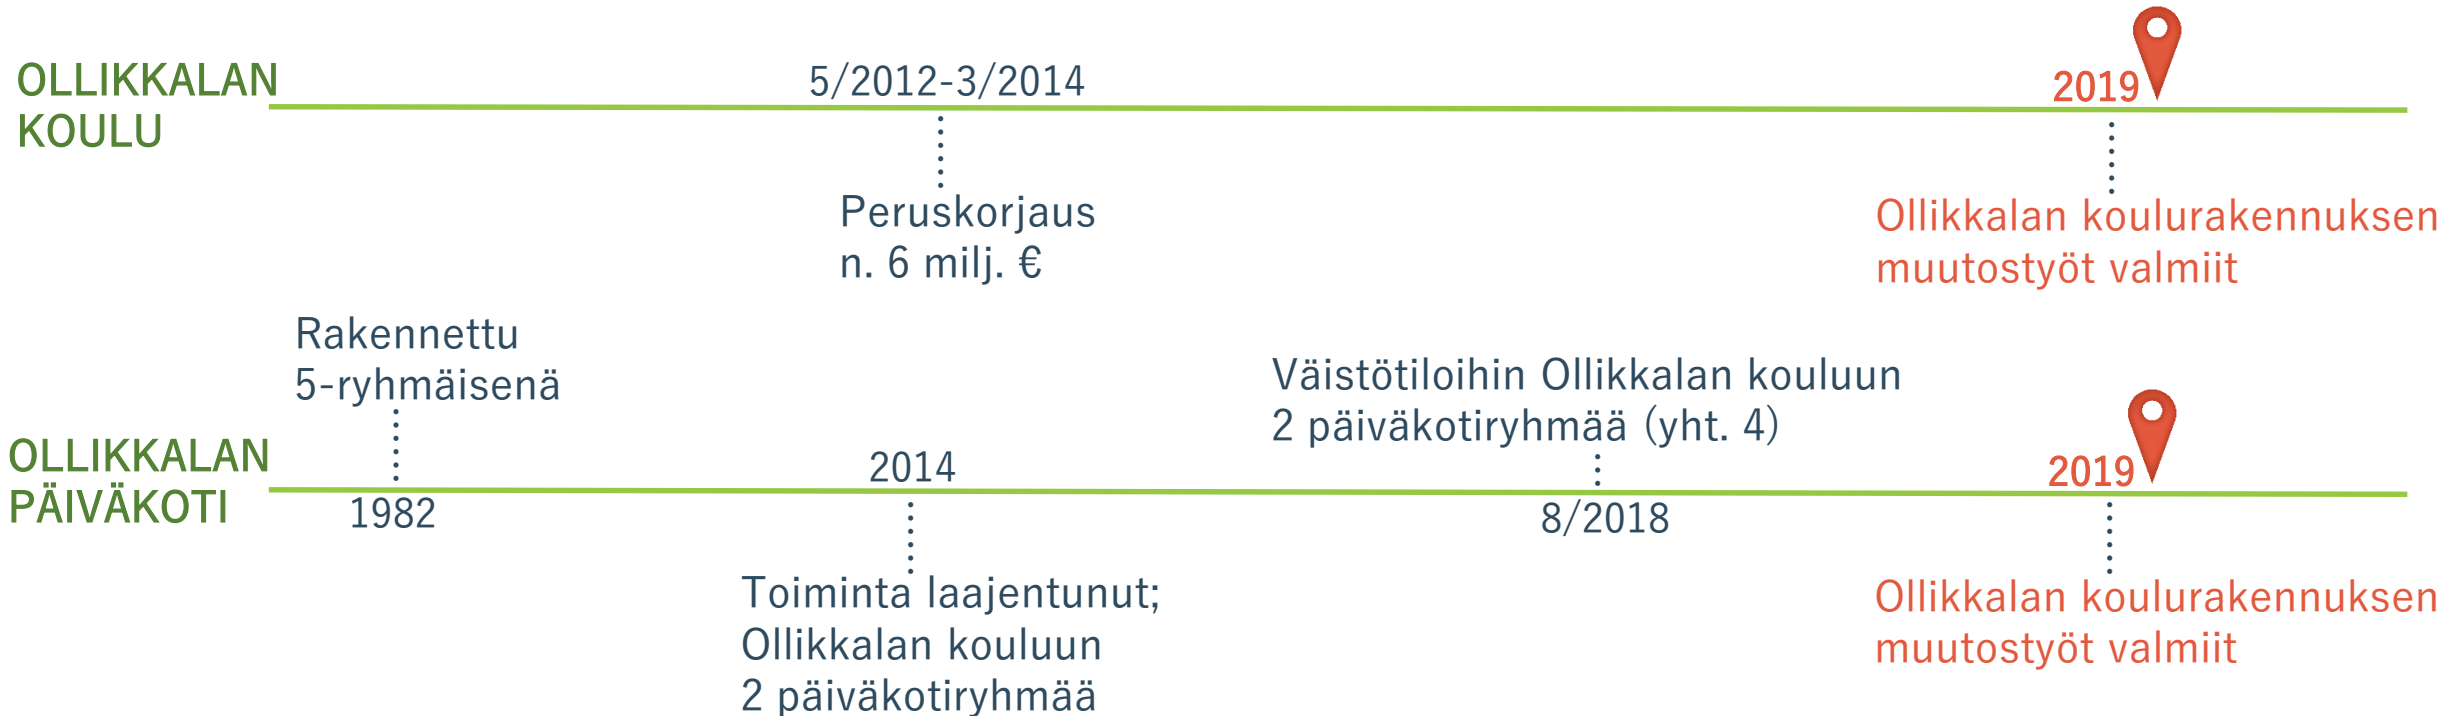 OLLIKKALAN
KOULU
5/2012-3/2014
2019
Peruskorjaus
n. 6 milj. €
Ollikkalan koulurakennuksen
muutostyöt valmiit
OLLIKKALAN
PÄIVÄKOTI
Rakennettu
5-ryhmäisenä
1982
2014
Toiminta laajentunut;
Ollikkalan kouluun
2 päiväkotiryhmää
Väistötiloihin Ollikkalan kouluun
2 päiväkotiryhmää (yht. 4)
8/2018
2019
Ollikkalan koulurakennuksen
muutostyöt valmiit